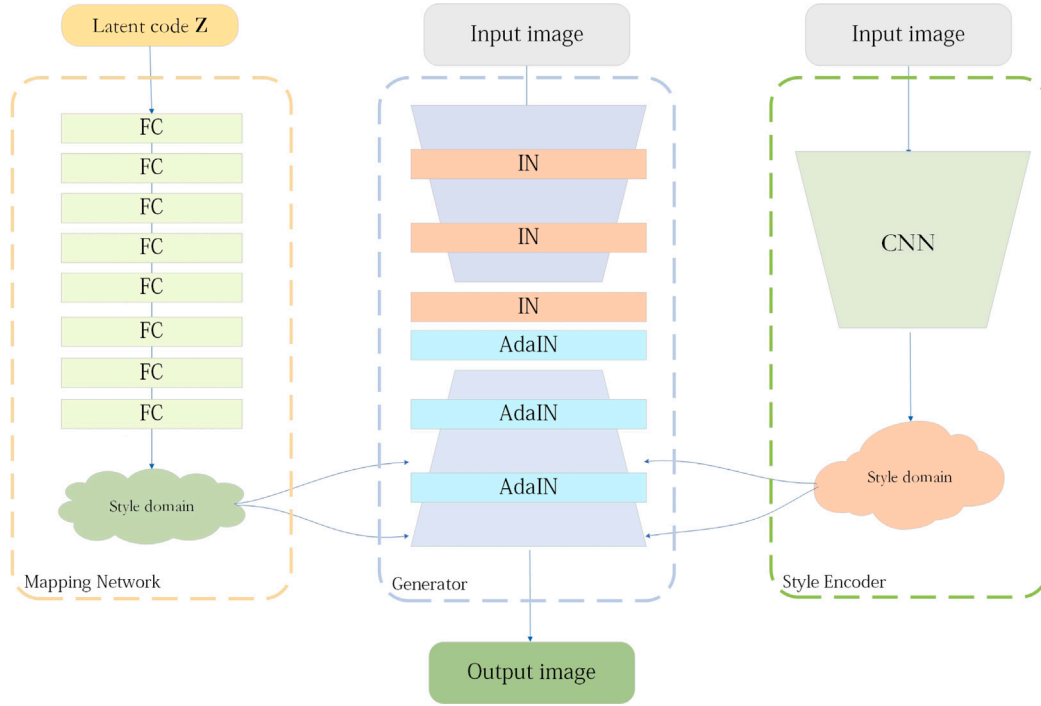 Latent code Z
Input image
Input image
FC
FC
FC
FC
FC
FC
FC
FC
Style domain
Mapping Network
IN
IN
IN
AdaIN
AdaIN
AdaIN
Generator
CNN
Style domain
Style Encoder
Output image